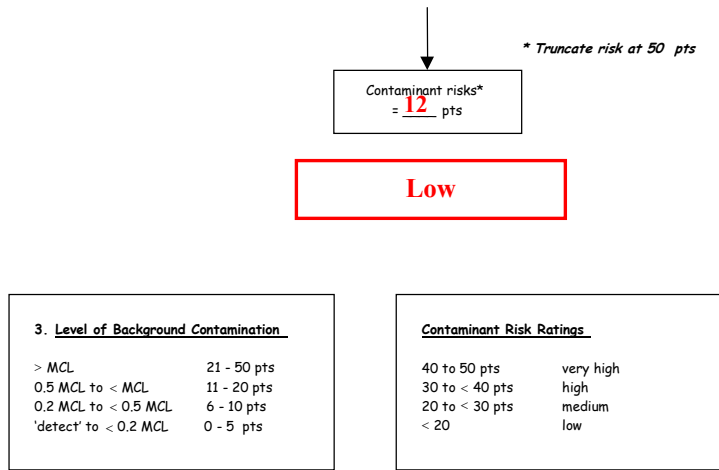 * Truncate risk at 50 pts
Contaminant risks*
= 12 pts
Low
3. Level of Background Contamination
> MCL 21 - 50 pts
0.5 MCL to < MCL 11 - 20 pts
0.2 MCL to < 0.5 MCL 6 - 10 pts
'detect' to < 0.2 MCL 0 - 5 pts
Contaminant Risk Ratings
40 to 50 pts very high
30 to < 40 pts high
20 to < 30 pts medium
< 20 low